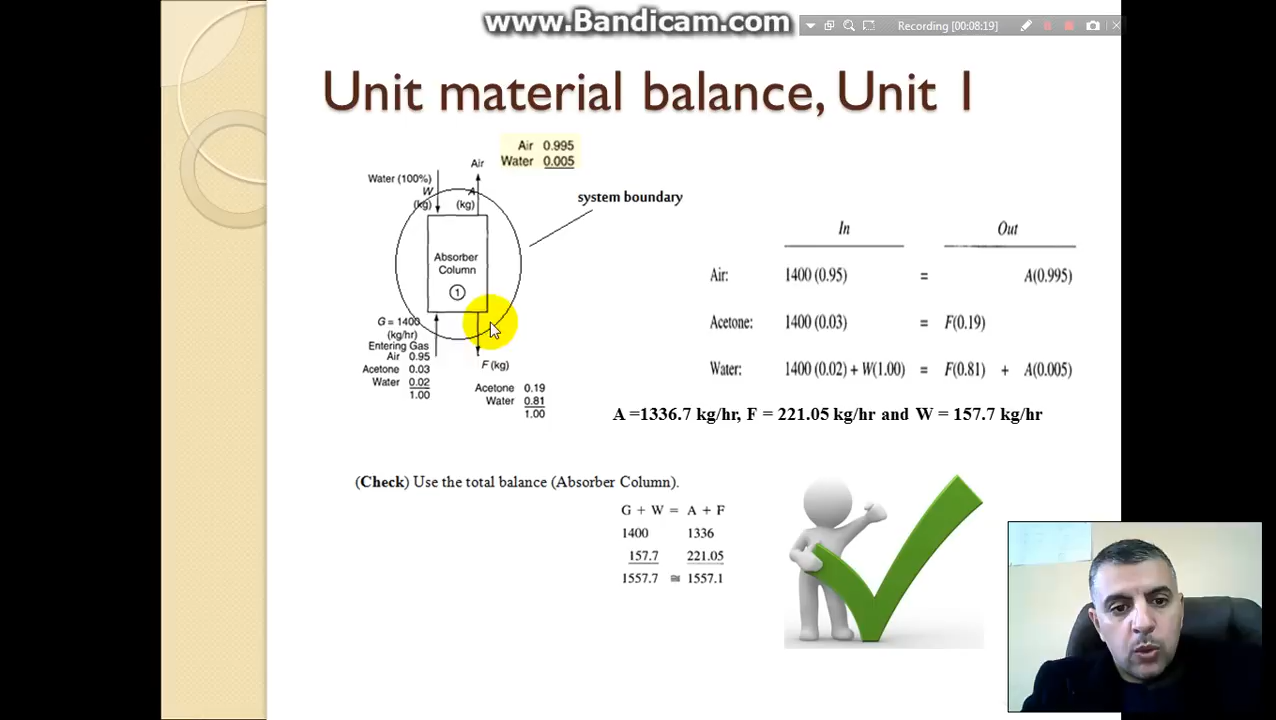 www.Bandicam.com
Recording [00:08:19]
Unit material balance, Unit 1
Air 0.995
Water 0.005
Air
Water (100%)
W
A
(kg)
(kg)
system boundary
Absorber
Column
1
G = 1400
(kg/hr)
Entering Gas
Air 0.95
Acetone 0.03
Water 0.02
1.00
F (kg)
Acetone 0.19
Water 0.81
1.00
In Out
Air: 1400 (0.95) = A(0.995)
Acetone: 1400 (0.03) = F(0.19)
Water: 1400 (0.02) + W(1.00) = F(0.81) + A(0.005)
A =1336.7 kg/hr, F = 221.05 kg/hr and W = 157.7 kg/hr
(Check) Use the total balance (Absorber Column).
G + W = A + F
1400 1336
157.7 221.05
1557.7 ≅ 1557.1